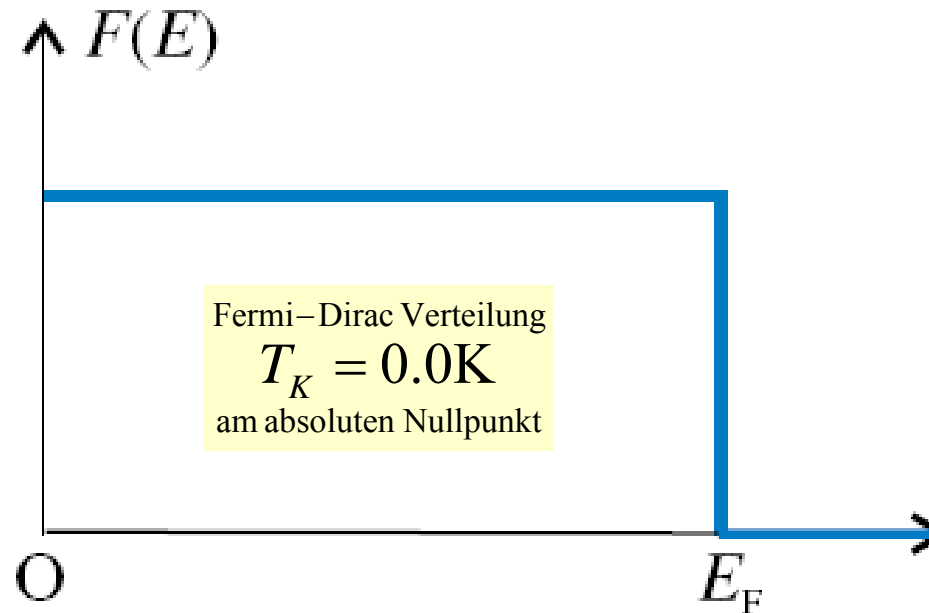 F(E)
Fermi–Dirac Verteilung
T_K = 0.0K
am absoluten Nullpunkt
O
E_F